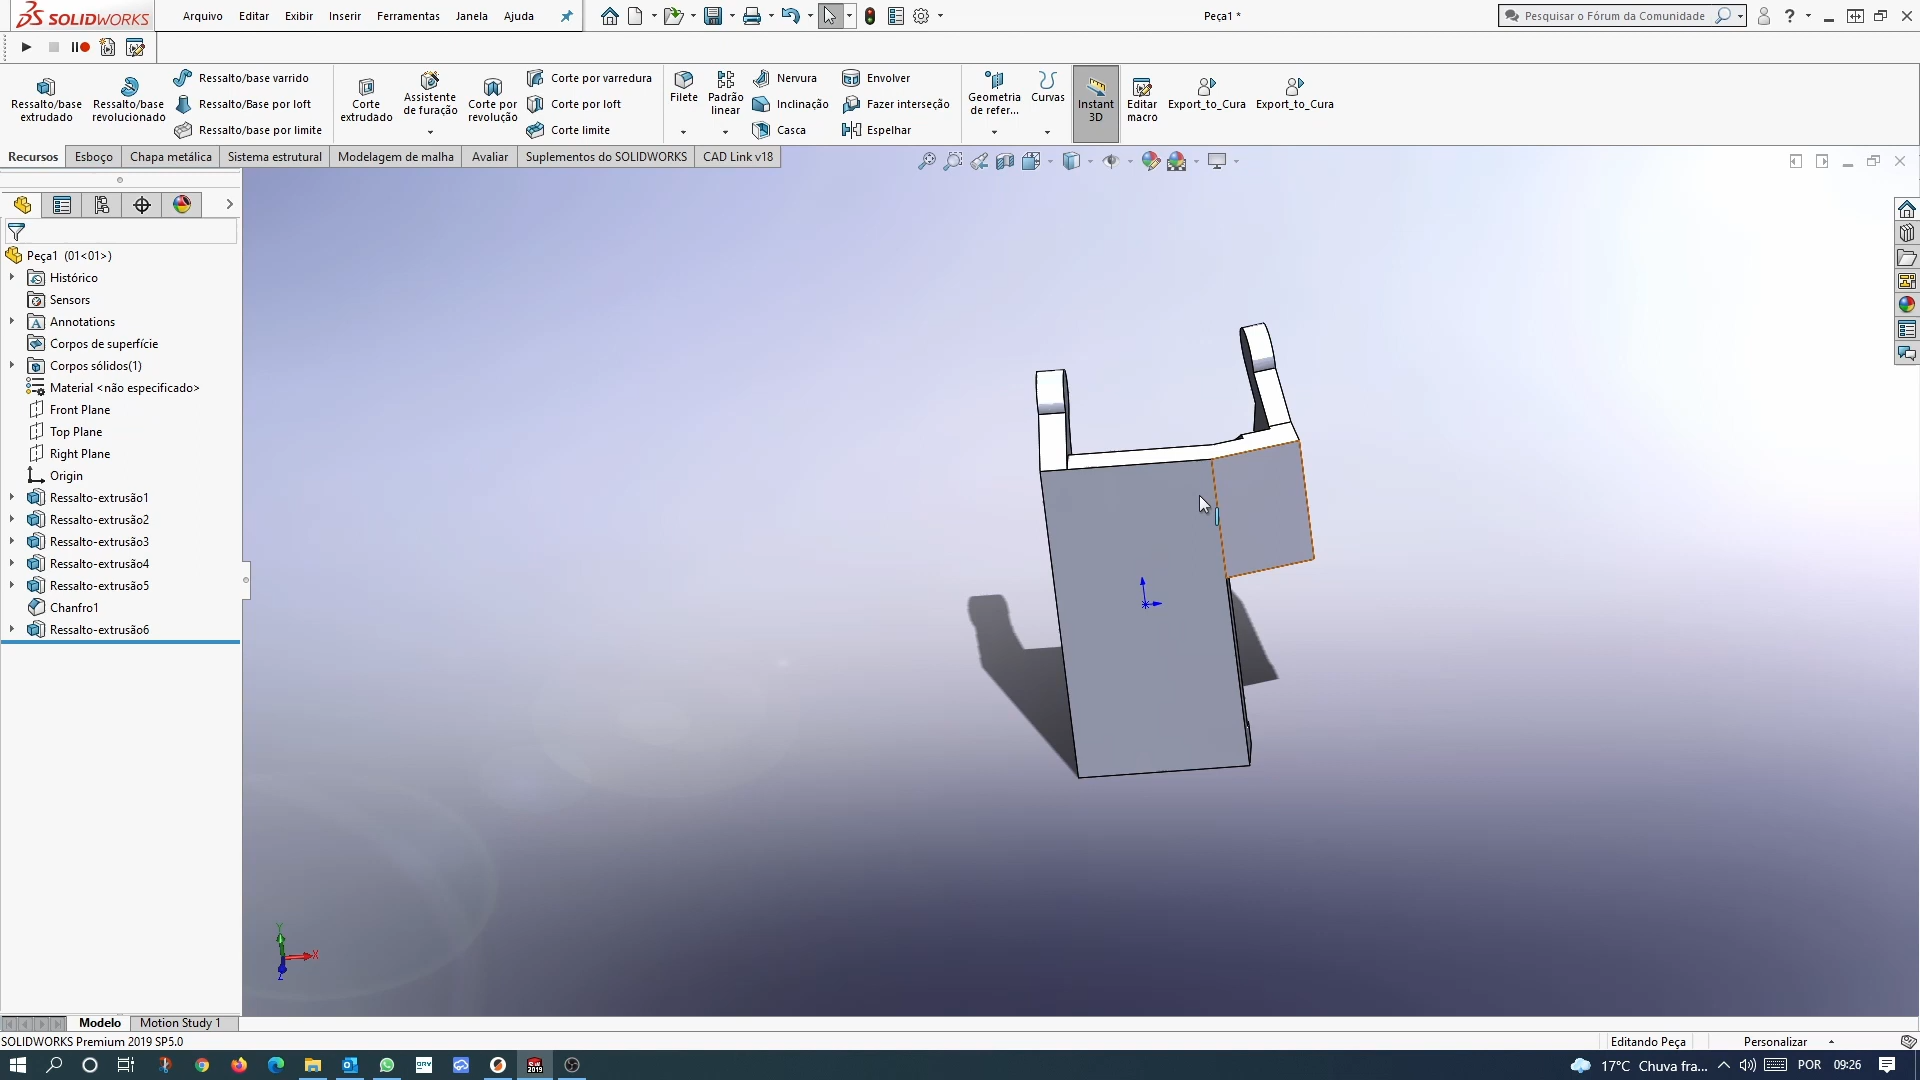 SOLIDWORKS
Arquivo Editar Exibir Inserir Ferramentas Janela Ajuda
Peça1 *
Pesquisar o Fórum da Comunidade
?
Ressalto/base extrudado
Ressalto/base revolucionado
Ressalto/base varrido
Ressalto/Base por loft
Ressalto/base por limite
Corte extrudado
Assistente de furação
Corte por revolução
Corte por varredura
Corte por loft
Corte limite
Filete
Padrão linear
Nervura
Inclinação
Casca
Envolver
Fazer interseção
Espelhar
Geometria de refer...
Curvas
Instant 3D
Editar macro
Export_to_Cura
Export_to_Cura
Recursos Esboço Chapa metálica Sistema estrutural Modelagem de malha Avaliar Suplementos do SOLIDWORKS CAD Link v18
Peça1 (01<01>)
Histórico
Sensors
Annotations
Corpos de superfície
Corpos sólidos(1)
Material <não especificado>
Front Plane
Top Plane
Right Plane
Origin
Ressalto-extrusão1
Ressalto-extrusão2
Ressalto-extrusão3
Ressalto-extrusão4
Ressalto-extrusão5
Chanfro1
Ressalto-extrusão6
Y
X
Z
Modelo Motion Study 1
SOLIDWORKS Premium 2019 SP5.0
Editando Peça
Personalizar
17°C Chuva fra...
POR
09:26